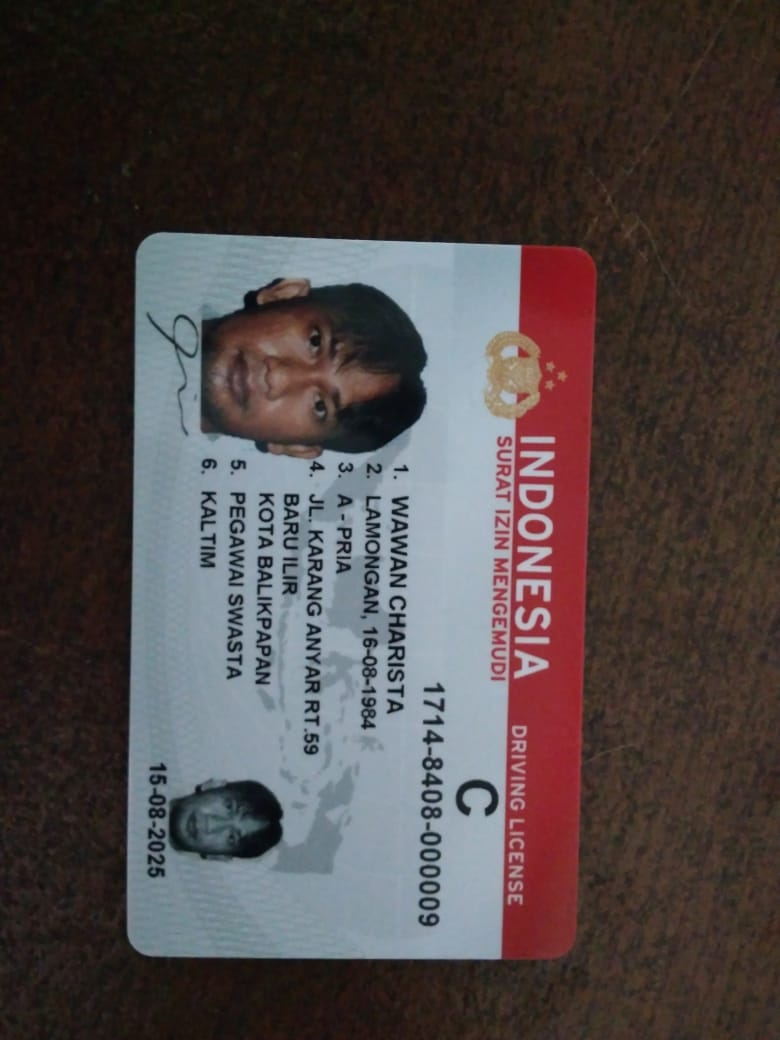 INDONESIA
SURAT IZIN MENGEMUDI
DRIVING LICENSE
C
1714-8408-000009
1. WAWAN CHARISTA
2. LAMONGAN, 16-08-1984
3. A - PRIA
4. JL. KARANG ANYAR RT.59
BARU ILIR
KOTA BALIKPAPAN
5. PEGAWAI SWASTA
6. KALTIM
15-08-2025